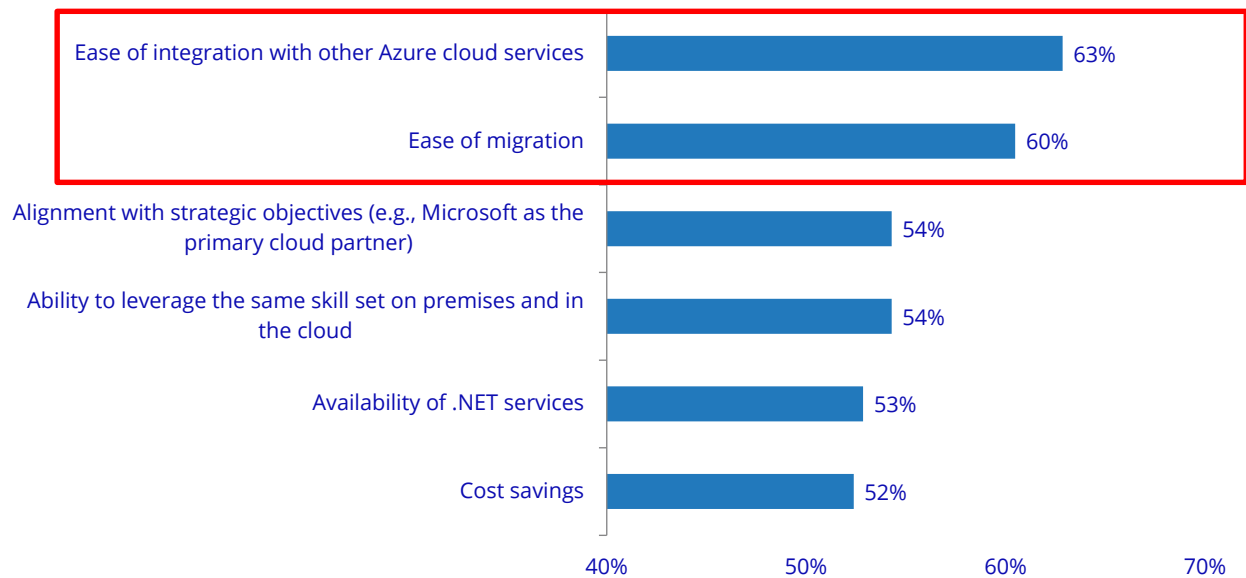 Ease of integration with other Azure cloud services 63%
Ease of migration 60%
Alignment with strategic objectives (e.g., Microsoft as the
primary cloud partner) 54%
Ability to leverage the same skill set on premises and in
the cloud 54%
Availability of .NET services 53%
Cost savings 52%
40% 50% 60% 70%